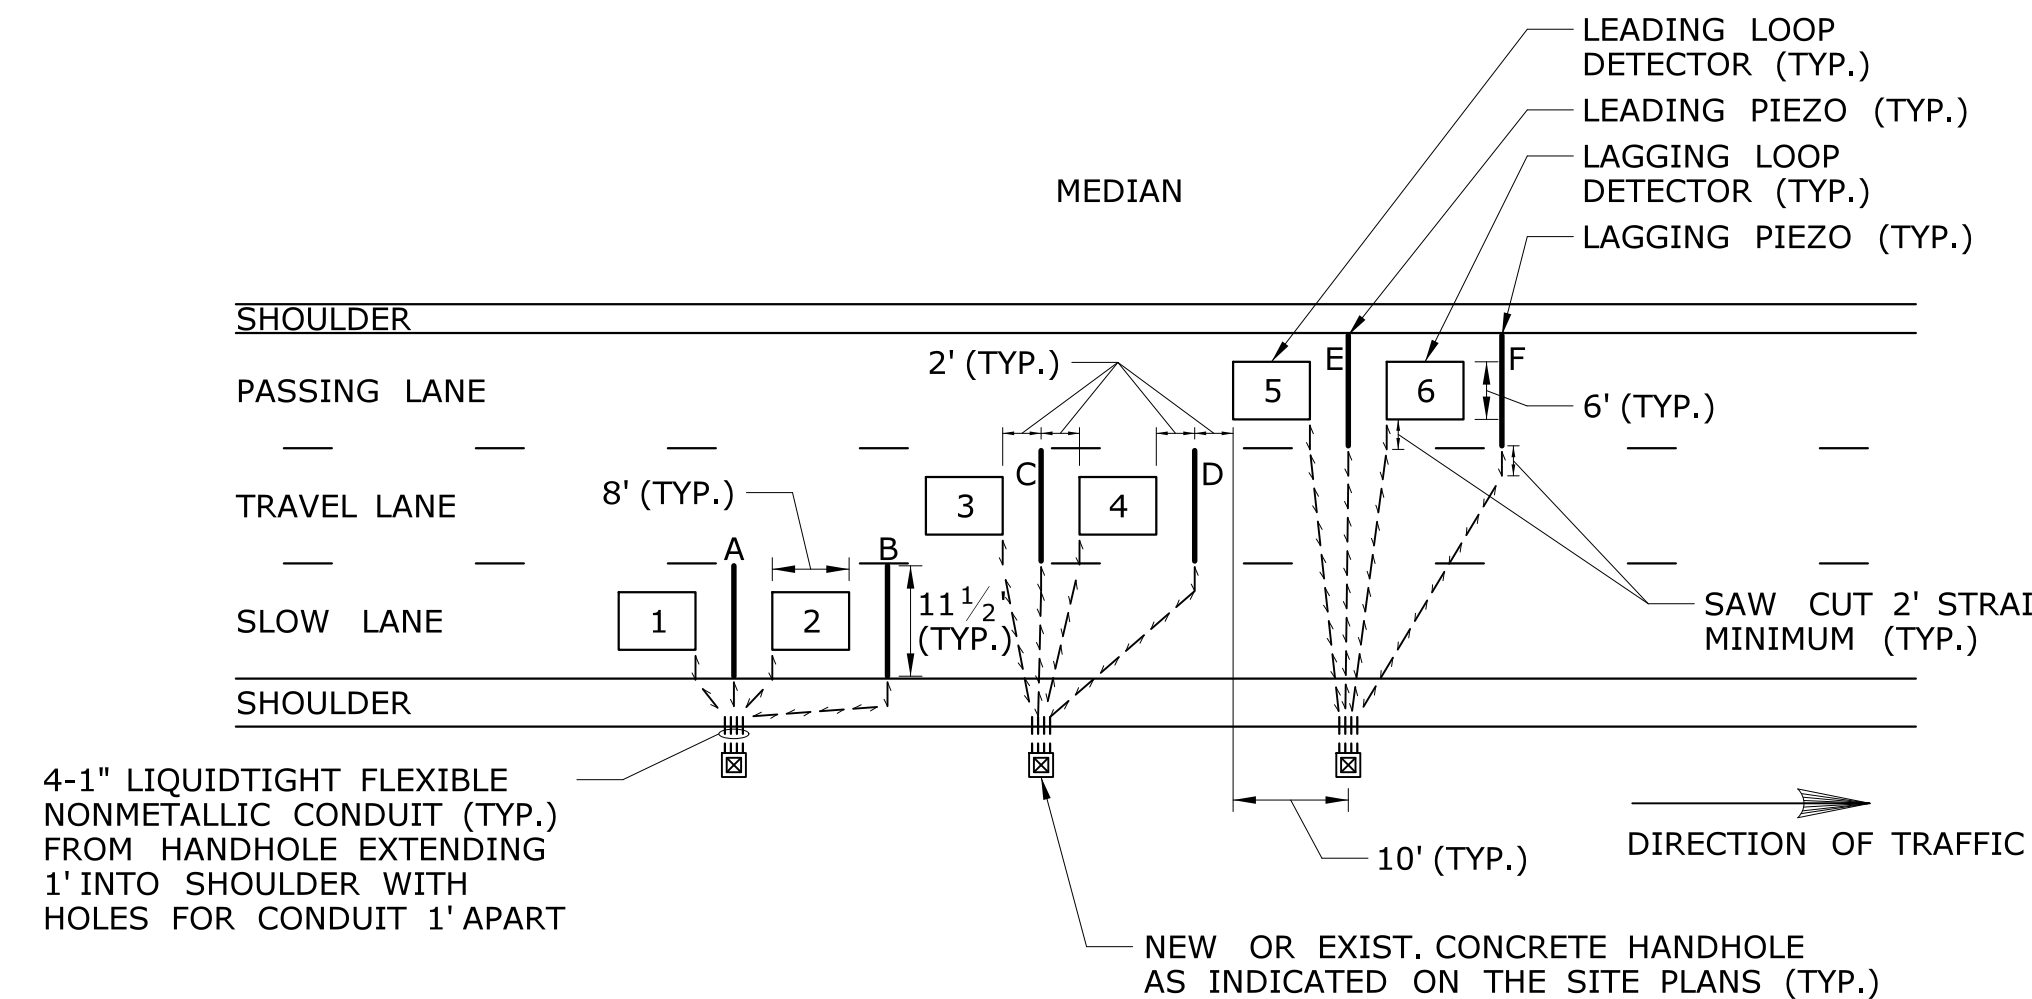 LEADING LOOP
DETECTOR (TYP.)
LEADING PIEZO (TYP.)
LAGGING LOOP
DETECTOR (TYP.)
LAGGING PIEZO (TYP.)
MEDIAN
SHOULDER
2' (TYP.)
E
F
PASSING LANE
5
6
6' (TYP.)
C
D
8' (TYP.)
3
4
TRAVEL LANE
A
B
11 1/2'
(TYP.)
1
2
SLOW LANE
SAW CUT 2' STRAI
MINIMUM (TYP.)
SHOULDER
4-1" LIQUIDTIGHT FLEXIBLE
NONMETALLIC CONDUIT (TYP.)
FROM HANDHOLE EXTENDING
1' INTO SHOULDER WITH
HOLES FOR CONDUIT 1' APART
10' (TYP.)
DIRECTION OF TRAFFIC
NEW OR EXIST. CONCRETE HANDHOLE
AS INDICATED ON THE SITE PLANS (TYP.)